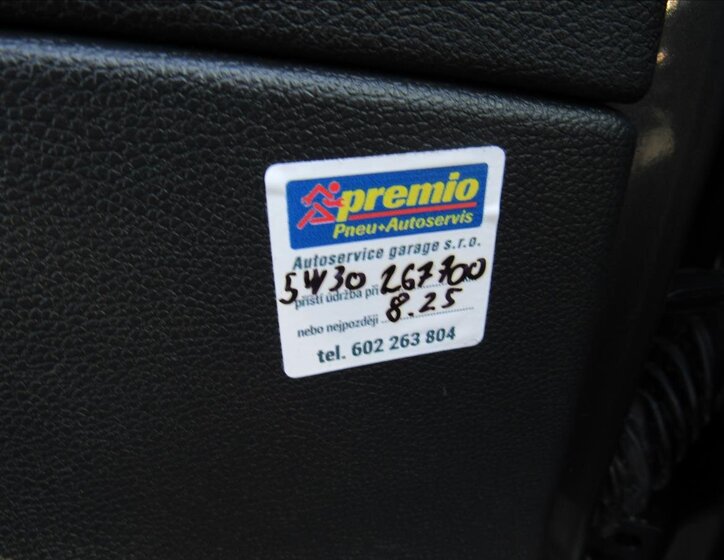 premio
Pneu+Autoservis
Autoservice garage s.r.o.
5W30 267700
příští údržba při
8.25
nebo nejpozději
tel. 602 263 804